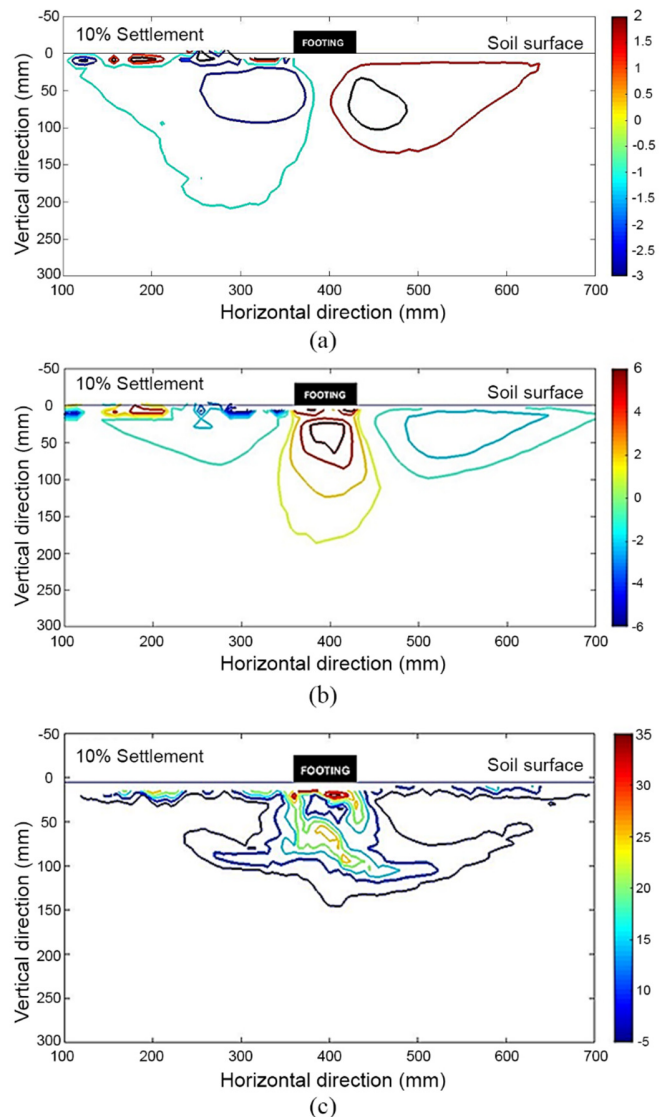 10% Settlement
FOOTING
Soil surface
-50
0
50
100
150
200
250
300
Vertical direction (mm)
100 200 300 400 500 600 700
Horizontal direction (mm)
2
1.5
1
0.5
0
-0.5
-1
-1.5
-2
-2.5
-3
(a)
10% Settlement
FOOTING
Soil surface
-50
0
50
100
150
200
250
300
Vertical direction (mm)
100 200 300 400 500 600 700
Horizontal direction (mm)
6
4
2
0
-2
-4
-6
(b)
10% Settlement
FOOTING
Soil surface
-50
0
50
100
150
200
250
300
Vertical direction (mm)
100 200 300 400 500 600 700
Horizontal direction (mm)
35
30
25
20
15
10
5
-5
(c)